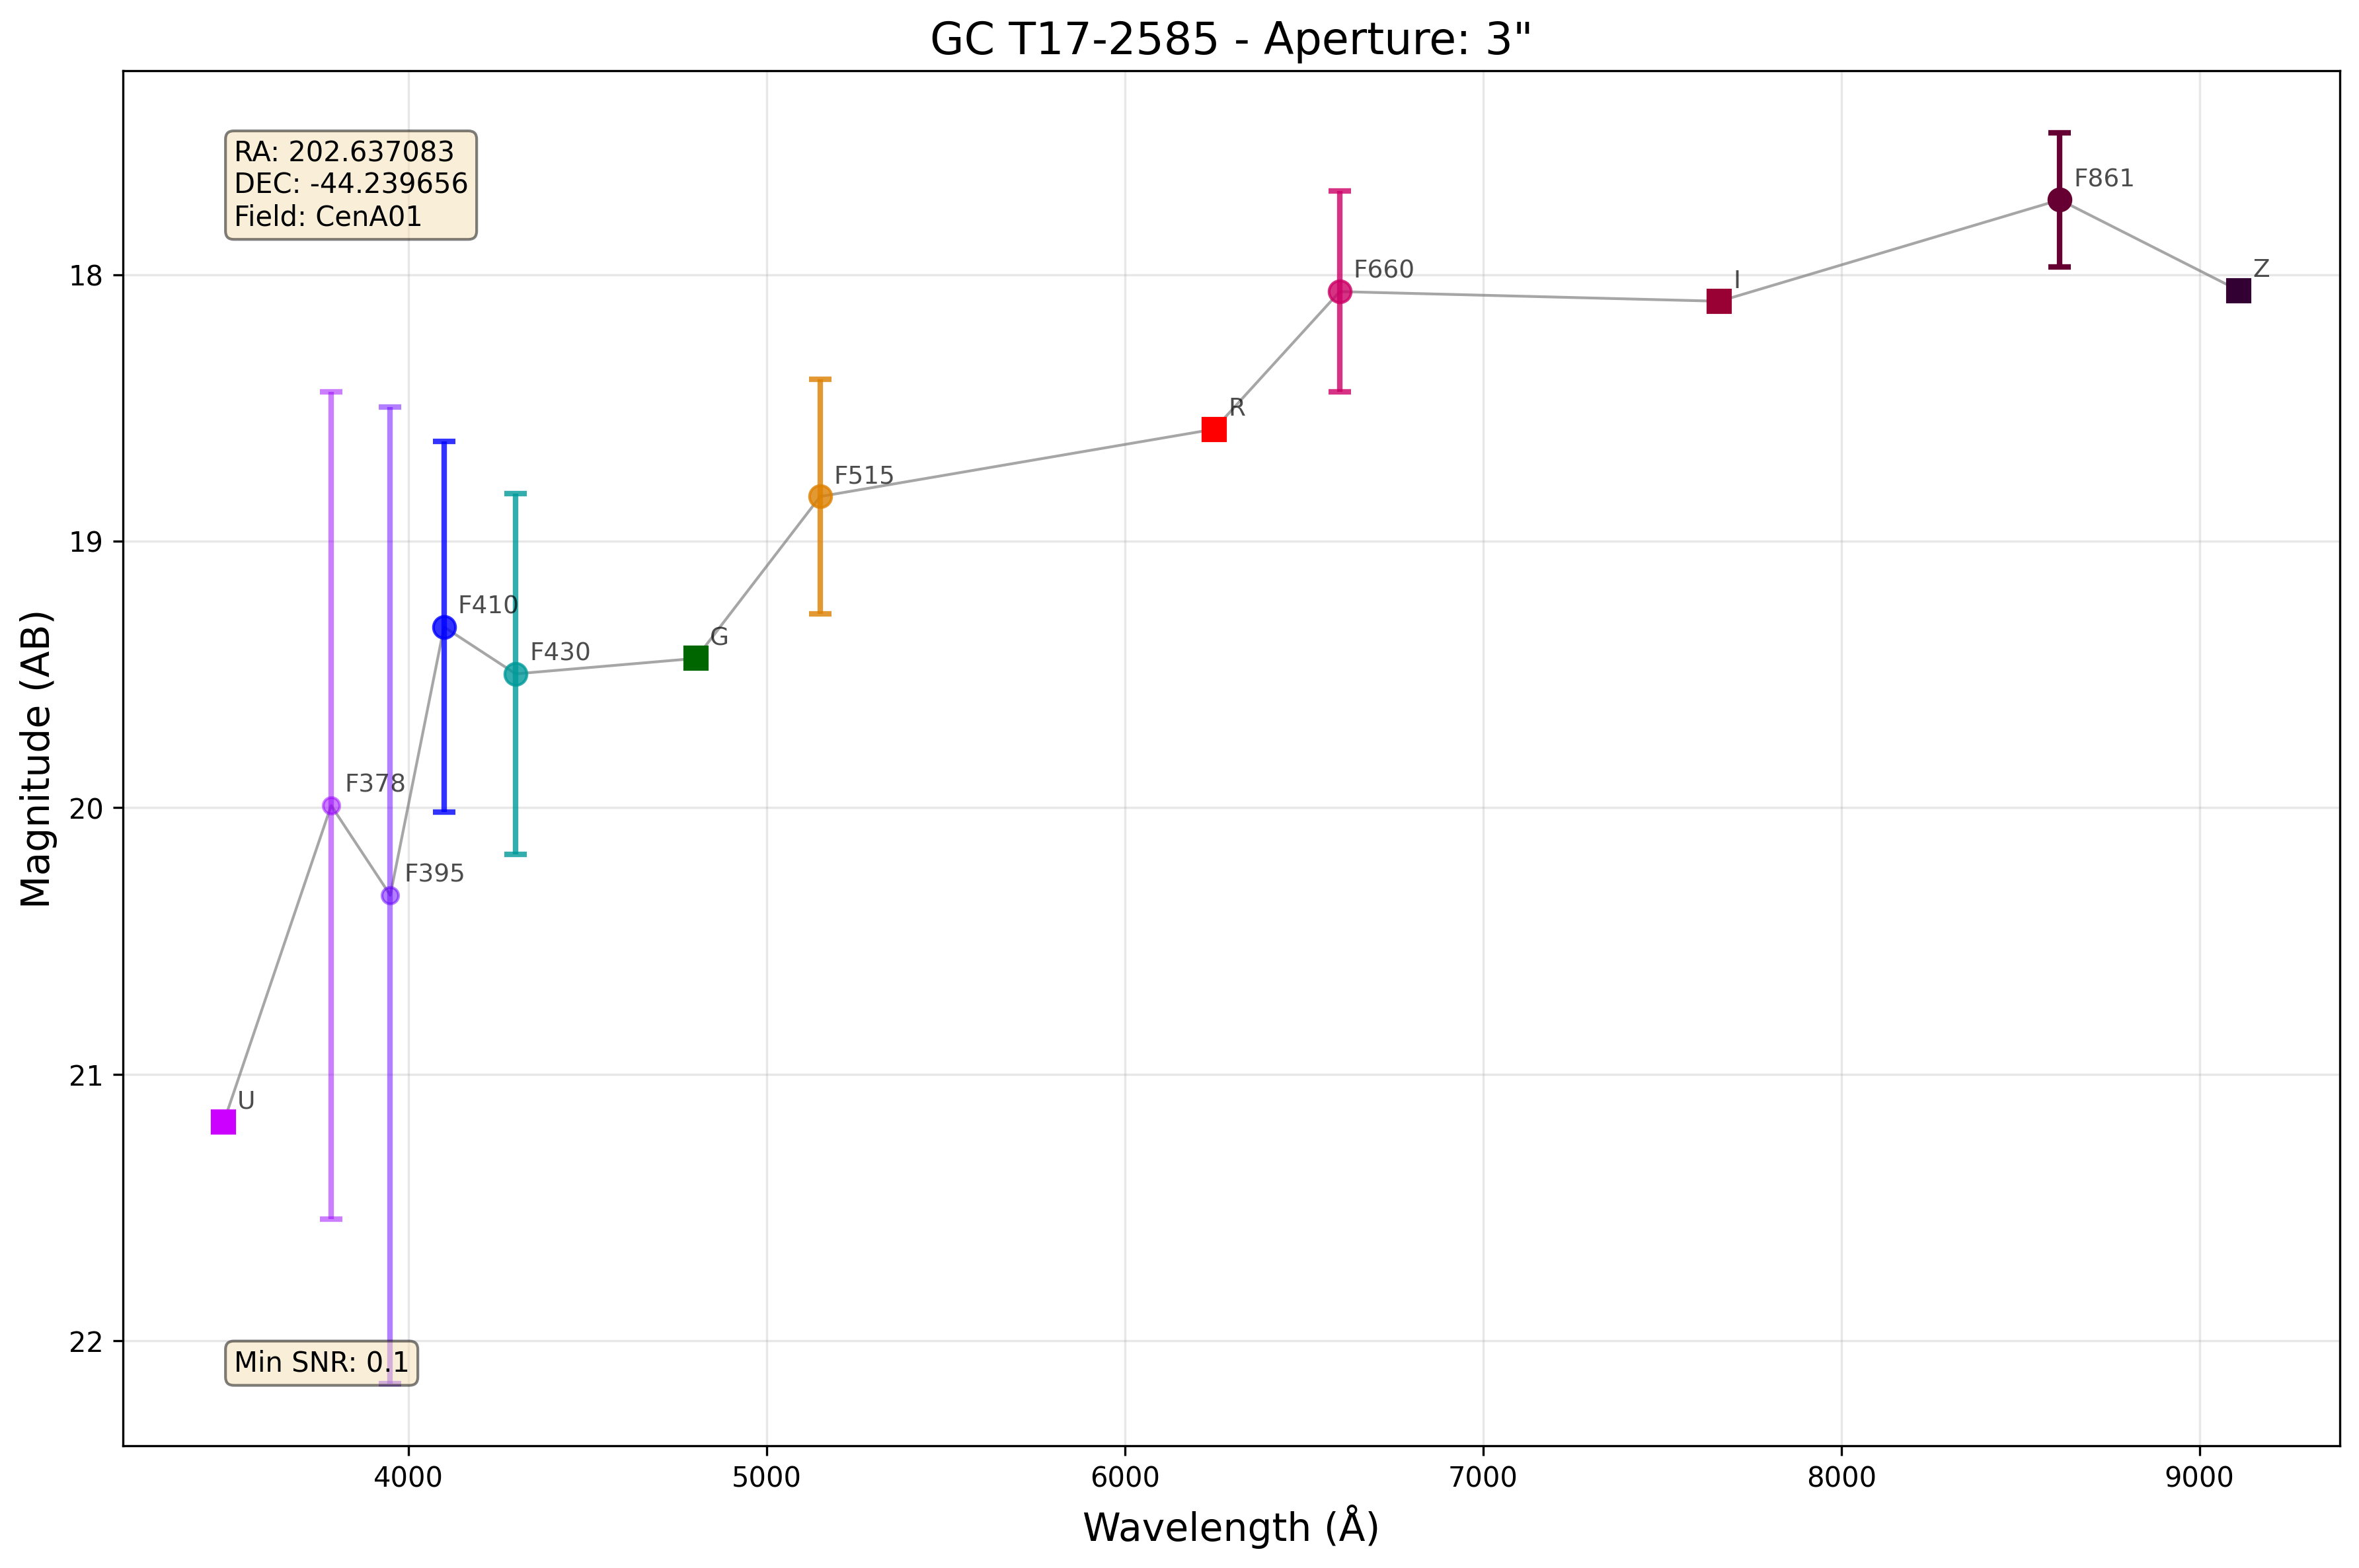 GC T17-2585 - Aperture: 3"
RA: 202.637083
DEC: -44.239656
Field: CenA01
F861
Z
F660
I
18
R
F515
19
F410
G
F430
F378
20
F395
U
21
22
Min SNR: 0.1
Magnitude (AB)
4000
5000
6000
7000
8000
9000
Wavelength (Å)